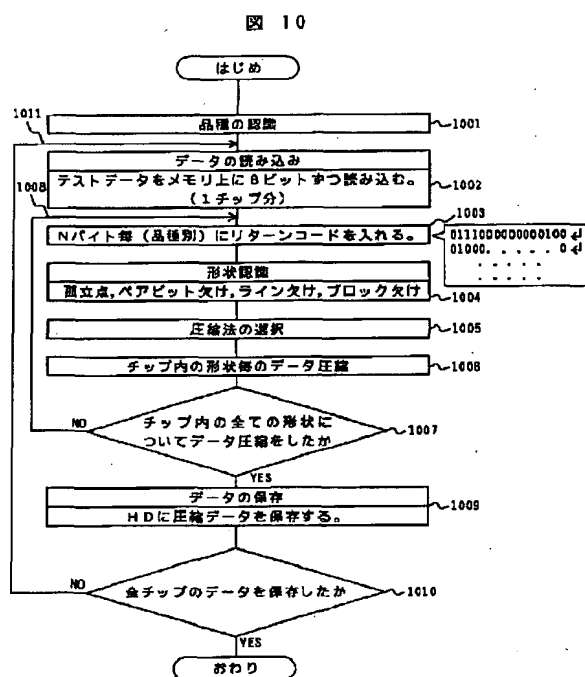 図 10
はじめ
1011
品種の認識
1001
データの読み込み
テストデータをメモリ上に8ビットずつ読み込む。
(1チップ分)
1002
1008
1003
Nバイト毎(品種別)にリターンコードを入れる。
0111000000000100↲
01000. . . . . . 0↲
. . . . .
. . . .
形状認識
孤立点,ペアビット欠け,ライン欠け,ブロック欠け
1004
圧縮法の選択
1005
チップ内の形状毎のデータ圧縮
1006
チップ内の全ての形状に
ついてデータ圧縮をしたか
1007
NO
YES
データの保存
HDに圧縮データを保存する。
1009
全チップのデータを保存したか
1010
NO
YES
おわり